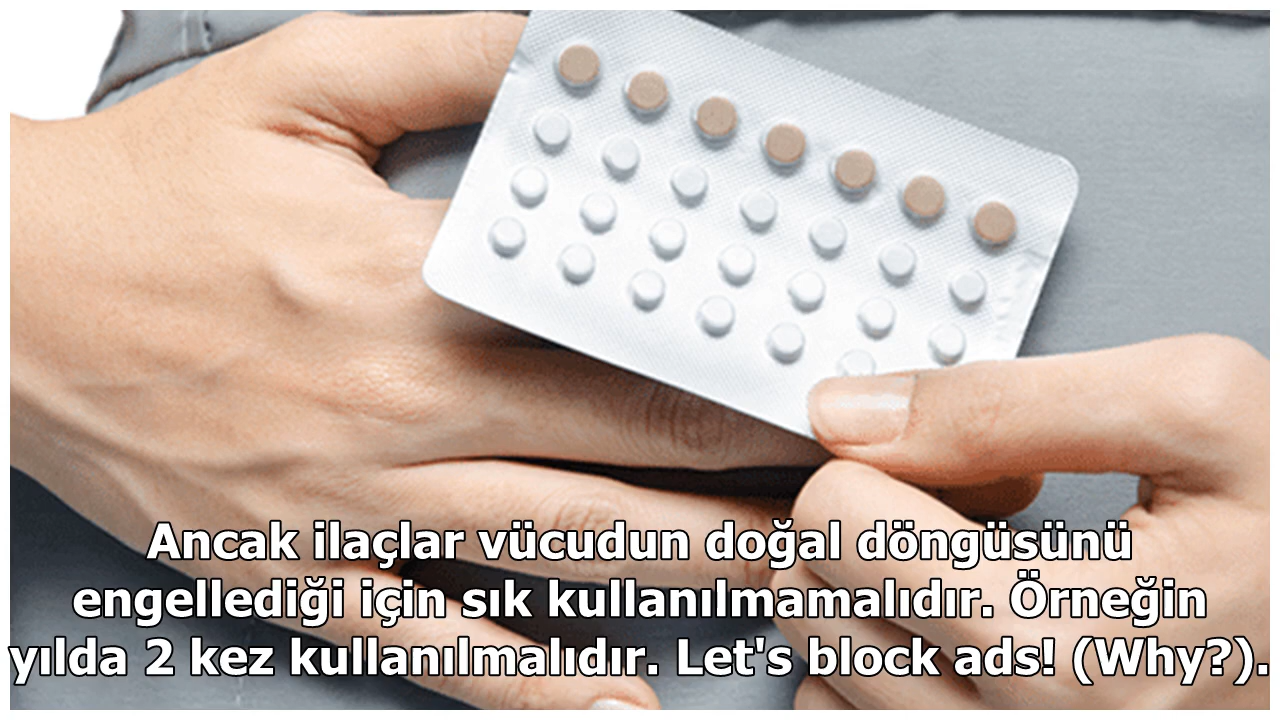 Ancak ilaçlar vücudun doğal döngüsünü
engellediği için sık kullanılmamalıdır. Örneğin
yılda 2 kez kullanılmalıdır. Let's block ads! (Why?).